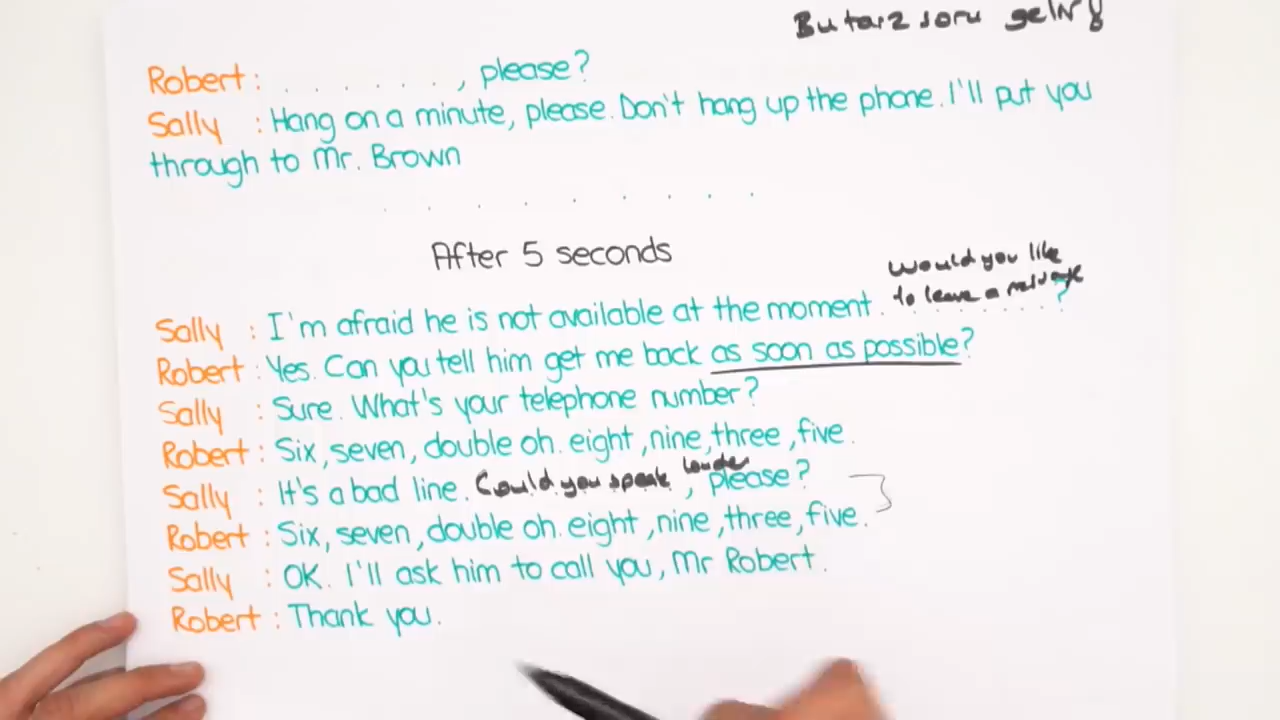 Bu tarz soru gelir
Robert : . . . . . . . , please?
Sally : Hang on a minute, please. Don't hang up the phone. I'll put you
through to Mr. Brown
. . . . . . . . .
After 5 seconds
Would you like
to leave a message
Sally : I'm afraid he is not available at the moment. . . . . . . . ?
Robert : Yes. Can you tell him get me back as soon as possible?
Sally : Sure. What's your telephone number?
Robert : Six, seven, double oh. eight, nine, three, five.
Sally : It's a bad line. Could you speak louder, please?
Robert : Six, seven, double oh. eight, nine, three, five.
Sally : OK. I'll ask him to call you, Mr Robert.
Robert : Thank you.